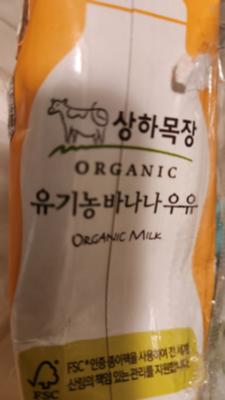 상하목장
ORGANIC
유기농바나나우유
ORGANIC MILK
FSC® 인증 종이팩을 사용하여 전 세계
산림의 책임 있는 관리를 지원합니다.
FSC